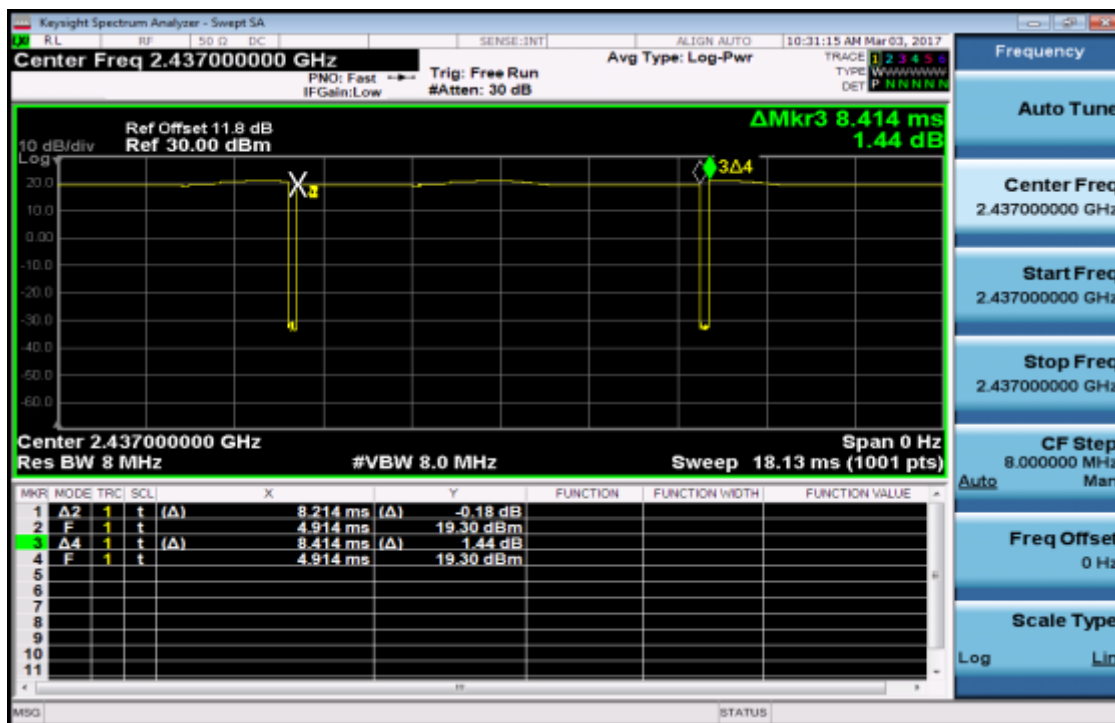 Keysight Spectrum Analyzer - Swept SA
RL RF 50 Ω DC SENSE:INT ALIGN AUTO 10:31:15 AM Mar 03, 2017
Center Freq 2.437000000 GHz
PNO: Fast
IFGain:Low
Trig: Free Run
#Atten: 30 dB
Avg Type: Log-Pwr
TRACE 1 2 3 4 5 6
TYPE WWWWWWW
DET P N N N N N
ΔMkr3 8.414 ms
1.44 dB
Ref Offset 11.8 dB
Ref 30.00 dBm
10 dB/div
Log
20.0
10.0
0.00
-10.0
-20.0
-30.0
-40.0
-50.0
-60.0
X
3Δ4
Center 2.437000000 GHz Span 0 Hz
Res BW 8 MHz #VBW 8.0 MHz Sweep 18.13 ms (1001 pts)
MKR MODE TRC SCL X Y FUNCTION FUNCTION WIDTH FUNCTION VALUE
1 Δ2 1 t (Δ) 8.214 ms (Δ) -0.18 dB
2 F 1 t 4.914 ms 19.30 dBm
3 Δ4 1 t (Δ) 8.414 ms (Δ) 1.44 dB
4 F 1 t 4.914 ms 19.30 dBm
5
6
7
8
9
10
11
MSG STATUS
Frequency
Auto Tune
Center Freq
2.437000000 GHz
Start Freq
2.437000000 GHz
Stop Freq
2.437000000 GHz
CF Step
8.000000 MHz
Auto Man
Freq Offset
0 Hz
Scale Type
Log Lin